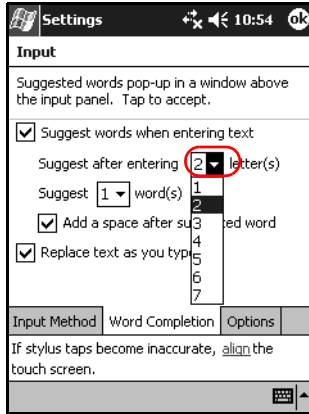 Settings 10:54 ok
Input
Suggested words pop-up in a window above
the input panel. Tap to accept.
Suggest words when entering text
Suggest after entering 2 letter(s)
1
Suggest 1 word(s)
2
Add a space after su ted word
3
4
Replace text as you typ
5
6
7
Input Method Word Completion Options
If stylus taps become inaccurate, align the
touch screen.